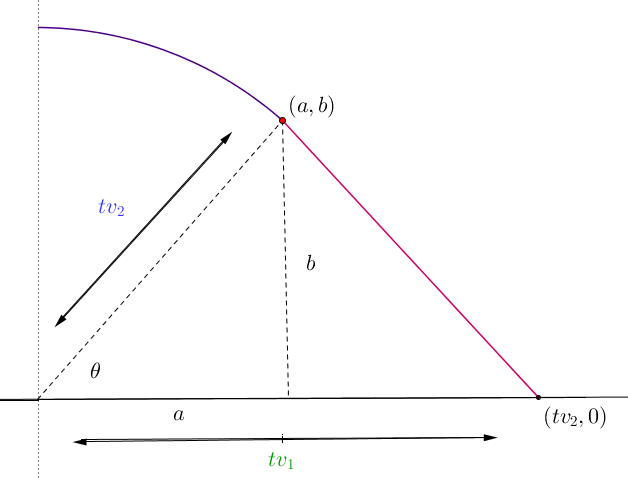 (a, b)
tv₂
b
θ
a
(tv₂, 0)
tv₁